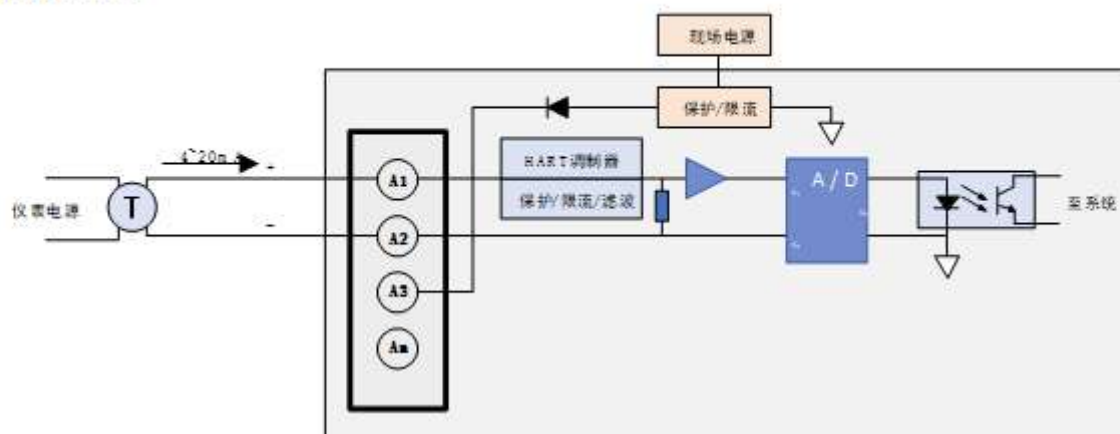 现场电源
保护/限流
4~20mA
+
A1
HART调制器
保护/限流/滤波
A/D
仪表电源
T
至系统
-
A2
A3
Am